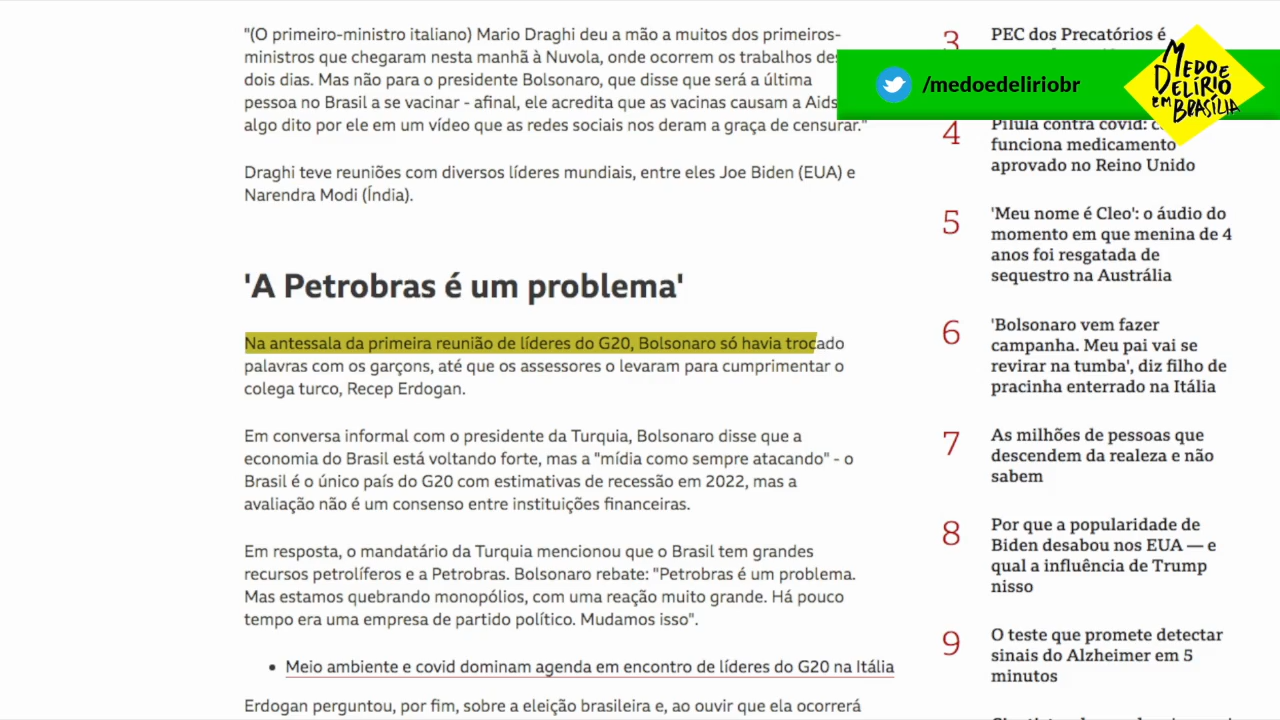 "(O primeiro-ministro italiano) Mario Draghi deu a mão a muitos dos primeiros-
ministros que chegaram nesta manhã à Nuvola, onde ocorrem os trabalhos des
dois dias. Mas não para o presidente Bolsonaro, que disse que será a última
pessoa no Brasil a se vacinar - afinal, ele acredita que as vacinas causam a Aids
algo dito por ele em um vídeo que as redes sociais nos deram a graça de censurar."
Draghi teve reuniões com diversos líderes mundiais, entre eles Joe Biden (EUA) e
Narendra Modi (Índia).
'A Petrobras é um problema'
Na antessala da primeira reunião de líderes do G20, Bolsonaro só havia trocado
palavras com os garçons, até que os assessores o levaram para cumprimentar o
colega turco, Recep Erdogan.
Em conversa informal com o presidente da Turquia, Bolsonaro disse que a
economia do Brasil está voltando forte, mas a "mídia como sempre atacando" - o
Brasil é o único país do G20 com estimativas de recessão em 2022, mas a
avaliação não é um consenso entre instituições financeiras.
Em resposta, o mandatário da Turquia mencionou que o Brasil tem grandes
recursos petrolíferos e a Petrobras. Bolsonaro rebate: "Petrobras é um problema.
Mas estamos quebrando monopólios, com uma reação muito grande. Há pouco
tempo era uma empresa de partido político. Mudamos isso".
• Meio ambiente e covid dominam agenda em encontro de líderes do G20 na Itália
Erdogan perguntou, por fim, sobre a eleição brasileira e, ao ouvir que ela ocorrerá
3 PEC dos Precatórios é
/medoedeliriobr
MEDO E
DELÍRIO
EM BRASÍLIA
4 Pílula contra covid:
funciona medicamento
aprovado no Reino Unido
5 'Meu nome é Cleo': o áudio do
momento em que menina de 4
anos foi resgatada de
sequestro na Austrália
6 'Bolsonaro vem fazer
campanha. Meu pai vai se
revirar na tumba', diz filho de
pracinha enterrado na Itália
7 As milhões de pessoas que
descendem da realeza e não
sabem
8 Por que a popularidade de
Biden desabou nos EUA — e
qual a influência de Trump
nisso
9 O teste que promete detectar
sinais do Alzheimer em 5
minutos